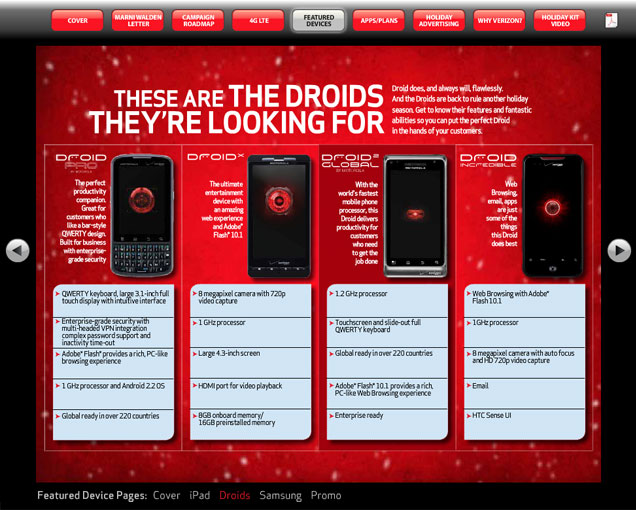 COVER
MARNI WALDEN
LETTER
CAMPAIGN
ROADMAP
4G LTE
FEATURED
DEVICES
APPS/PLANS
HOLIDAY
ADVERTISING
WHY VERIZON?
HOLIDAY KIT
VIDEO
THESE ARE THE DROIDS
THEY'RE LOOKING FOR
Droid does, and always will, flawlessly.
And the Droids are back to rule another holiday
season. Get to know their features and fantastic
abilities so you can put the perfect Droid
in the hands of your customers.
DROID
PRO
BY MOTOROLA
The perfect
productivity
companion.
Great for
customers who
like a bar-style
QWERTY design.
Built for business
with enterprise-
grade security
➤ QWERTY keyboard, large 3.1-inch full
touch display with intuitive interface
➤ Enterprise-grade security with
multi-headed VPN integration
complex password support and
inactivity time-out
➤ Adobe® Flash® provides a rich, PC-like
browsing experience
➤ 1 GHz processor and Android 2.2 OS
➤ Global ready in over 220 countries
DROID X
The ultimate
entertainment
device with
an amazing
web experience
and Adobe®
Flash® 10.1
➤ 8 megapixel camera with 720p
video capture
➤ 1 GHz processor
➤ Large 4.3-inch screen
➤ HDMI port for video playback
➤ 8GB onboard memory/
16GB preinstalled memory
DROID 2
GLOBAL
BY MOTOROLA
With the
world's fastest
mobile phone
processor, this
Droid delivers
productivity for
customers
who need
to get the
job done
➤ 1.2 GHz processor
➤ Touchscreen and slide-out full
QWERTY keyboard
➤ Global ready in over 220 countries
➤ Adobe® Flash® 10.1 provides a rich,
PC-like Web Browsing experience
➤ Enterprise ready
DROID
INCREDIBLE
Web
Browsing,
email, apps
are just
some of the
things
this Droid
does best
➤ Web Browsing with Adobe®
Flash 10.1
➤ 1GHz processor
➤ 8 megapixel camera with auto focus
and HD 720p video capture
➤ Email
➤ HTC Sense UI
Featured Device Pages: Cover iPad Droids Samsung Promo